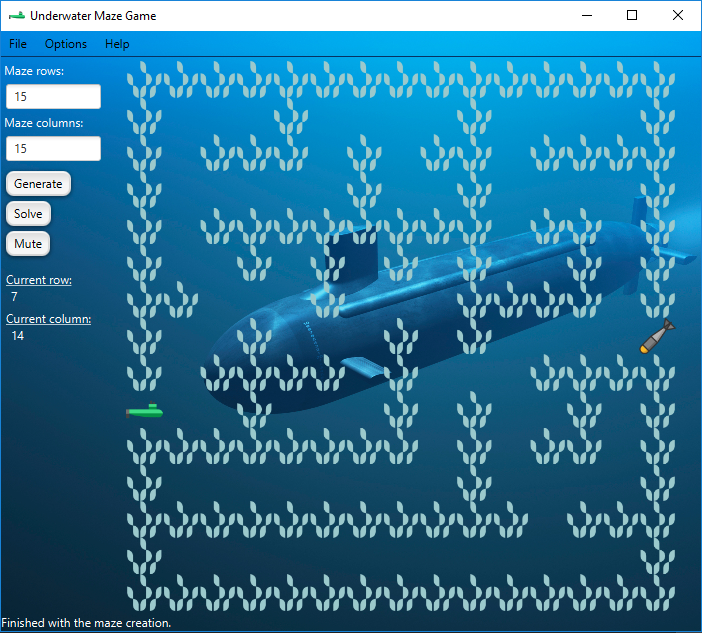 Underwater Maze Game
File Options Help
Maze rows:
15
Maze columns:
15
Generate
Solve
Mute
Current row:
7
Current column:
14
Finished with the maze creation.